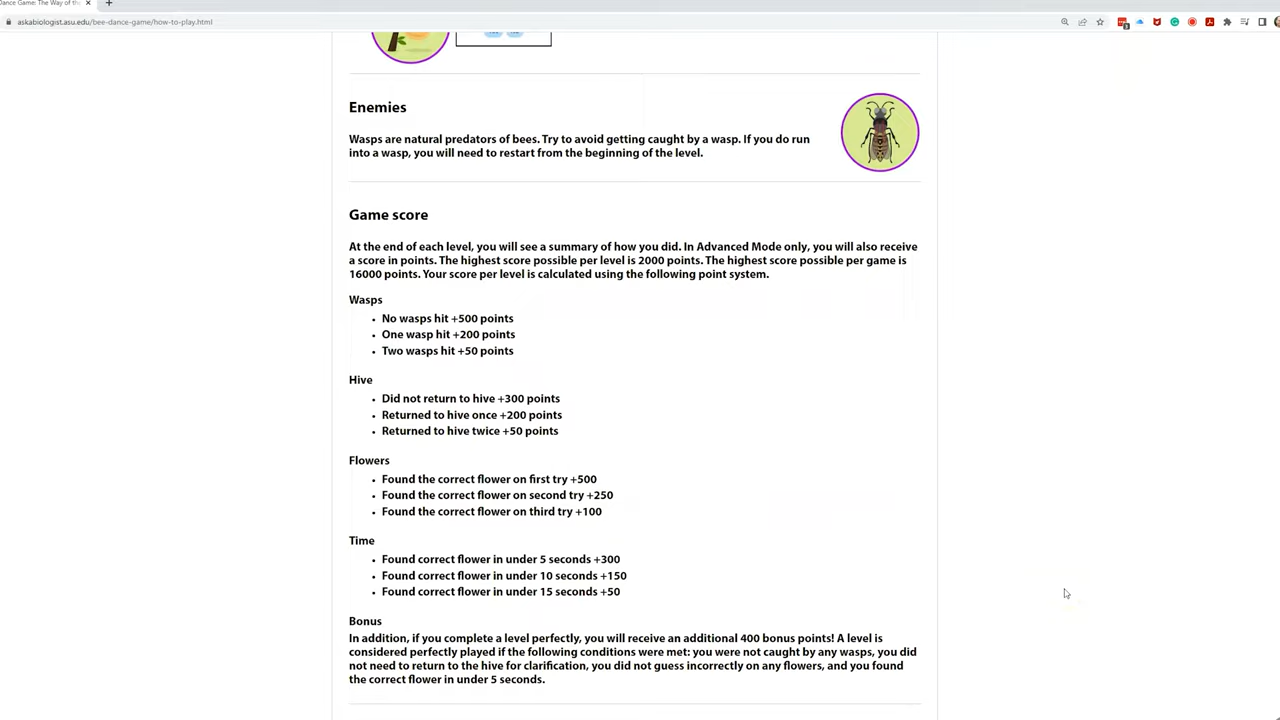 Dance Game: The Way of th
askabiologist.asu.edu/bee-dance-game/how-to-play.html
Enemies
Wasps are natural predators of bees. Try to avoid getting caught by a wasp. If you do run
into a wasp, you will need to restart from the beginning of the level.
Game score
At the end of each level, you will see a summary of how you did. In Advanced Mode only, you will also receive
a score in points. The highest score possible per level is 2000 points. The highest score possible per game is
16000 points. Your score per level is calculated using the following point system.
Wasps
• No wasps hit +500 points
• One wasp hit +200 points
• Two wasps hit +50 points
Hive
• Did not return to hive +300 points
• Returned to hive once +200 points
• Returned to hive twice +50 points
Flowers
• Found the correct flower on first try +500
• Found the correct flower on second try +250
• Found the correct flower on third try +100
Time
• Found correct flower in under 5 seconds +300
• Found correct flower in under 10 seconds +150
• Found correct flower in under 15 seconds +50
Bonus
In addition, if you complete a level perfectly, you will receive an additional 400 bonus points! A level is
considered perfectly played if the following conditions were met: you were not caught by any wasps, you did
not need to return to the hive for clarification, you did not guess incorrectly on any flowers, and you found
the correct flower in under 5 seconds.